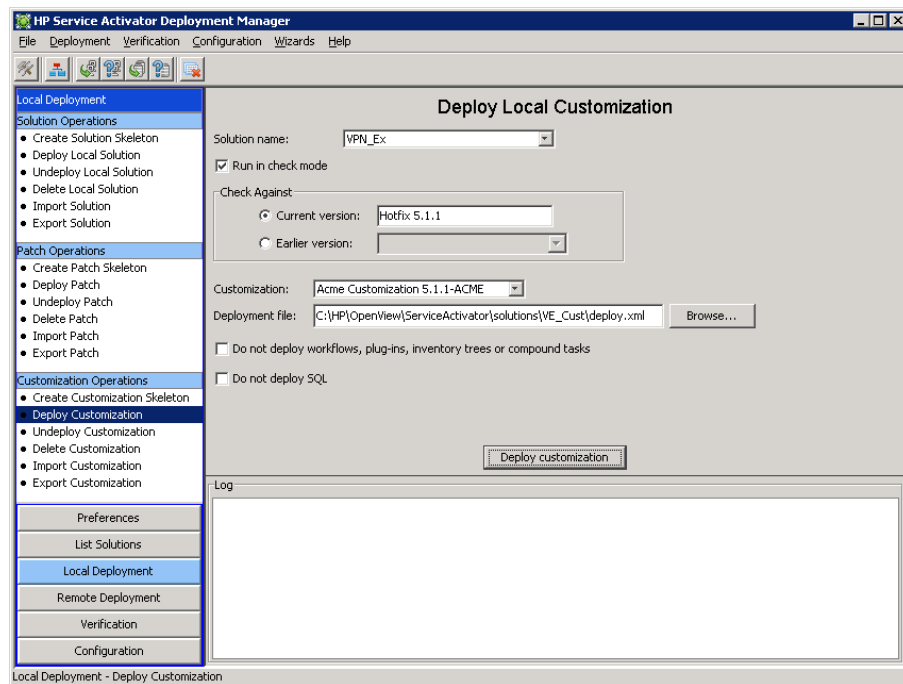 HP Service Activator Deployment Manager
File Deployment Verification Configuration Wizards Help
Local Deployment
Solution Operations
• Create Solution Skeleton
• Deploy Local Solution
• Undeploy Local Solution
• Delete Local Solution
• Import Solution
• Export Solution
Patch Operations
• Create Patch Skeleton
• Deploy Patch
• Undeploy Patch
• Delete Patch
• Import Patch
• Export Patch
Customization Operations
• Create Customization Skeleton
• Deploy Customization
• Undeploy Customization
• Delete Customization
• Import Customization
• Export Customization
Preferences
List Solutions
Local Deployment
Remote Deployment
Verification
Configuration
Deploy Local Customization
Solution name: VPN_Ex
Run in check mode
Check Against
Current version: Hotfix 5.1.1
Earlier version:
Customization: Acme Customization 5.1.1-ACME
Deployment file: C:\HP\OpenView\ServiceActivator\solutions\VE_Cust\deploy.xml Browse...
Do not deploy workflows, plug-ins, inventory trees or compound tasks
Do not deploy SQL
Deploy customization
Log
Local Deployment - Deploy Customization